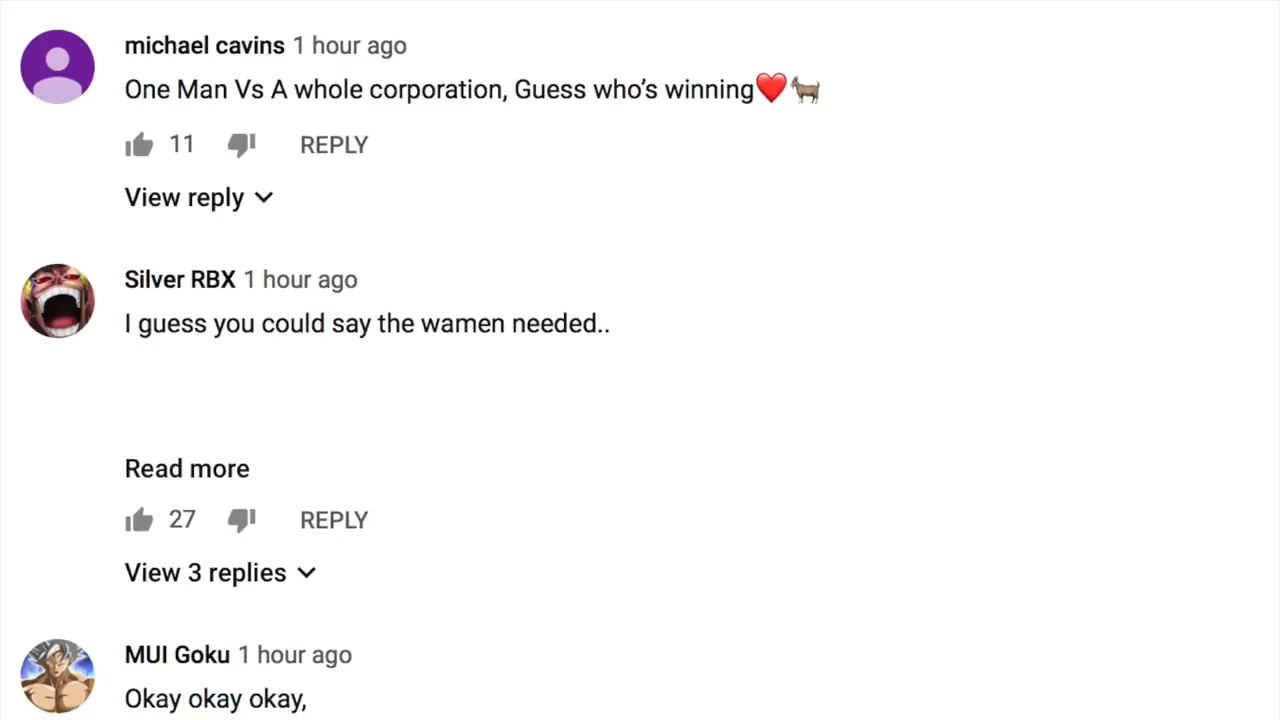 michael cavins 1 hour ago
One Man Vs A whole corporation, Guess who's winning❤️🐐
11 REPLY
View reply
Silver RBX 1 hour ago
I guess you could say the wamen needed..
Read more
27 REPLY
View 3 replies
MUI Goku 1 hour ago
Okay okay okay,